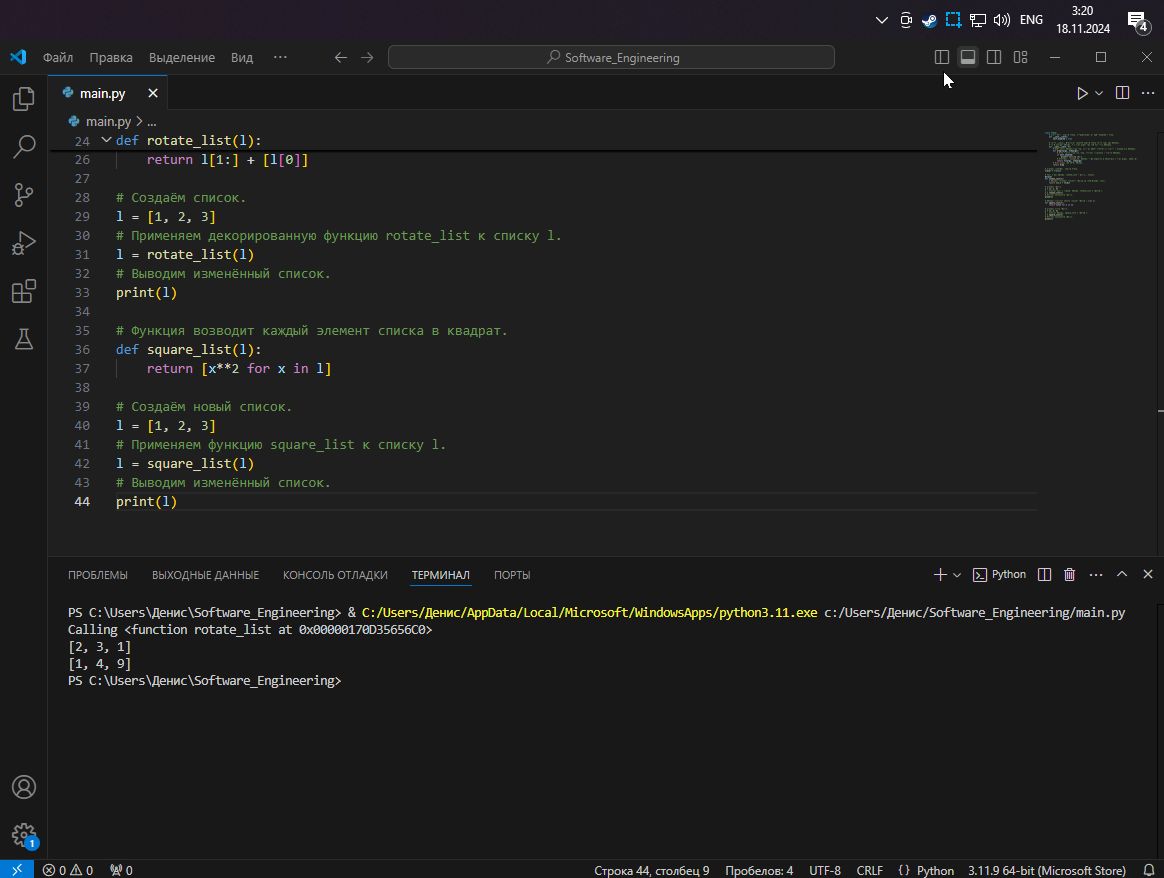 3:20
ENG
18.11.2024
4
Файл Правка Выделение Вид ···
Software_Engineering
main.py
main.py > ...
24 def rotate_list(l):
26 return l[1:] + [l[0]]
27
28 # Создаём список.
29 l = [1, 2, 3]
30 # Применяем декорированную функцию rotate_list к списку l.
31 l = rotate_list(l)
32 # Выводим изменённый список.
33 print(l)
34
35 # Функция возводит каждый элемент списка в квадрат.
36 def square_list(l):
37 return [x**2 for x in l]
38
39 # Создаём новый список.
40 l = [1, 2, 3]
41 # Применяем функцию square_list к списку l.
42 l = square_list(l)
43 # Выводим изменённый список.
44 print(l)
ПРОБЛЕМЫ ВЫХОДНЫЕ ДАННЫЕ КОНСОЛЬ ОТЛАДКИ ТЕРМИНАЛ ПОРТЫ
Python
PS C:\Users\Денис\Software_Engineering> & C:/Users/Денис/AppData/Local/Microsoft/WindowsApps/python3.11.exe c:/Users/Денис/Software_Engineering/main.py
Calling <function rotate_list at 0x00000170D35656C0>
[2, 3, 1]
[1, 4, 9]
PS C:\Users\Денис\Software_Engineering>
1
0 0 0
Строка 44, столбец 9 Пробелов: 4 UTF-8 CRLF {} Python 3.11.9 64-bit (Microsoft Store)